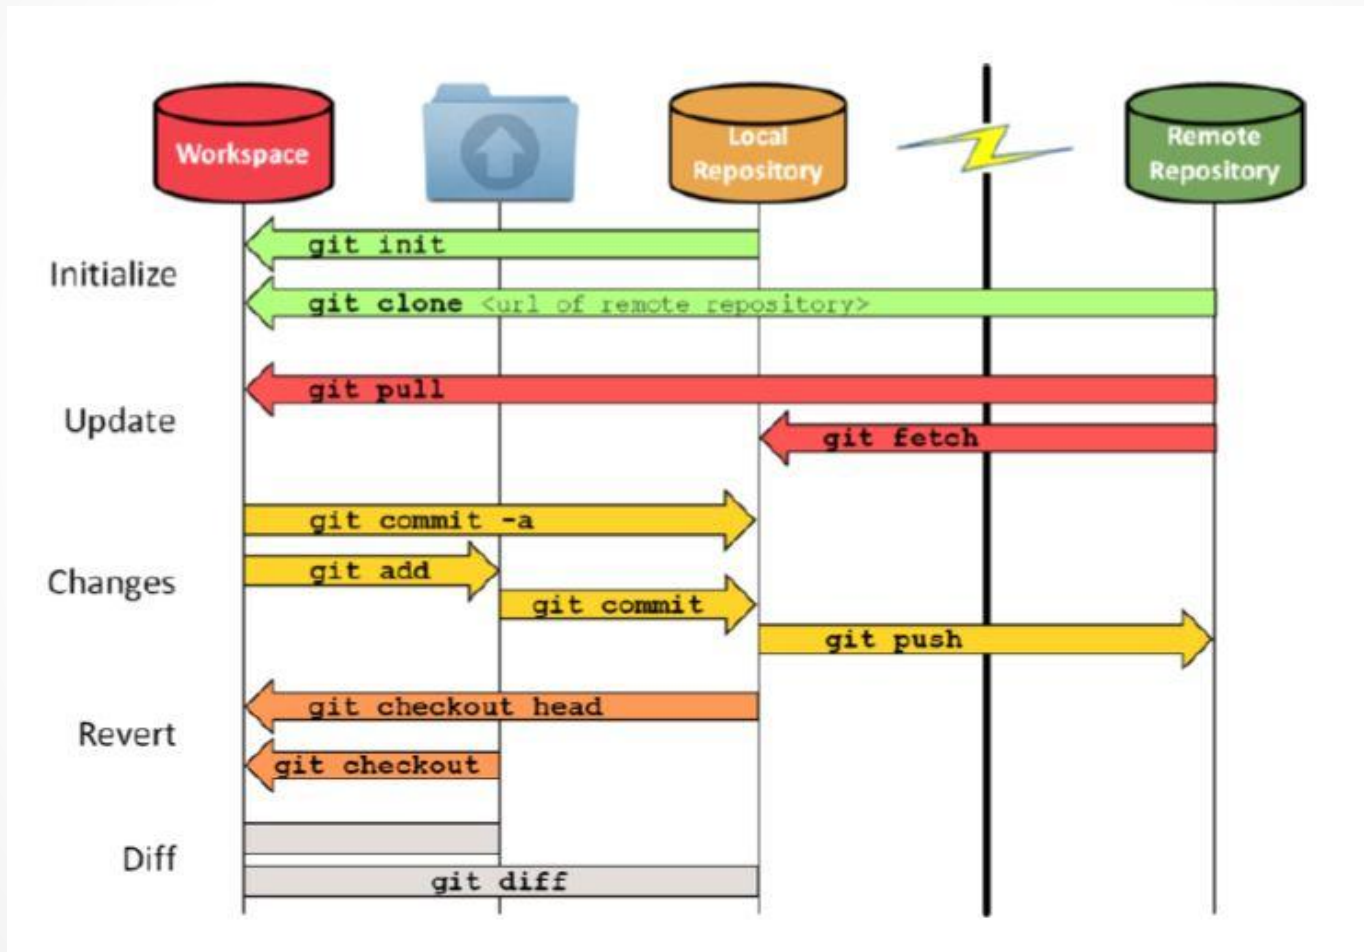 Workspace
Local
Repository
Remote
Repository
Initialize
git init
git clone <url of remote repository>
Update
git pull
git fetch
Changes
git commit -a
git add
git commit
git push
Revert
git checkout head
git checkout
Diff
git diff